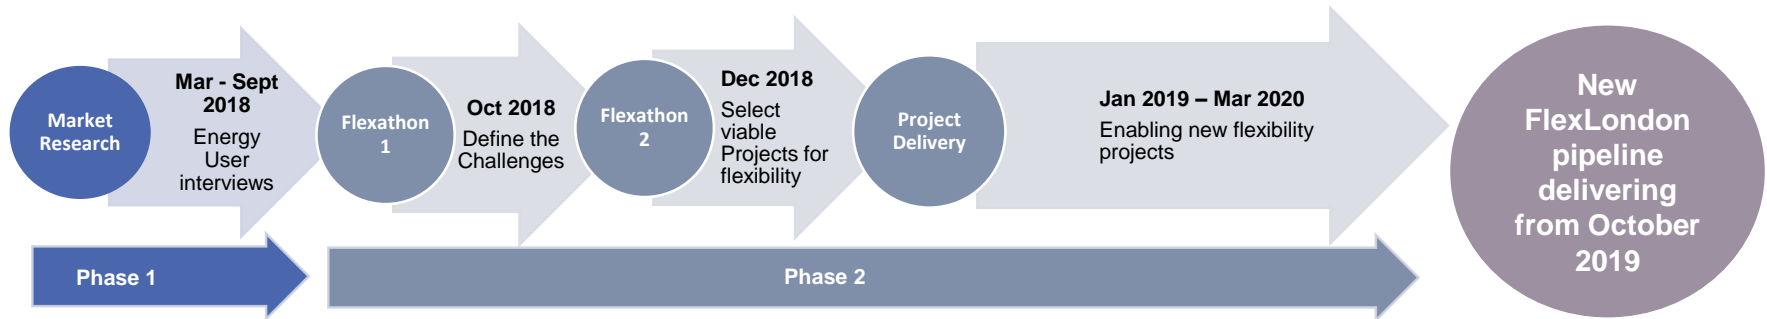 Market
Research
Mar - Sept
2018
Energy
User
interviews
Flexathon
1
Oct 2018
Define the
Challenges
Flexathon
2
Dec 2018
Select
viable
Projects for
flexibility
Project
Delivery
Jan 2019 – Mar 2020
Enabling new flexibility
projects
New
FlexLondon
pipeline
delivering
from October
2019
Phase 1
Phase 2